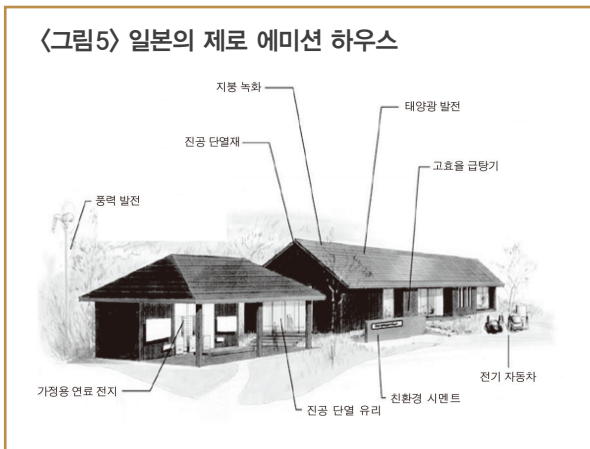 〈그림5〉 일본의 제로 에미션 하우스
지붕 녹화
태양광 발전
진공 단열재
고효율 급탕기
풍력 발전
전기 자동차
가정용 연료 전지
친환경 시멘트
진공 단열 유리